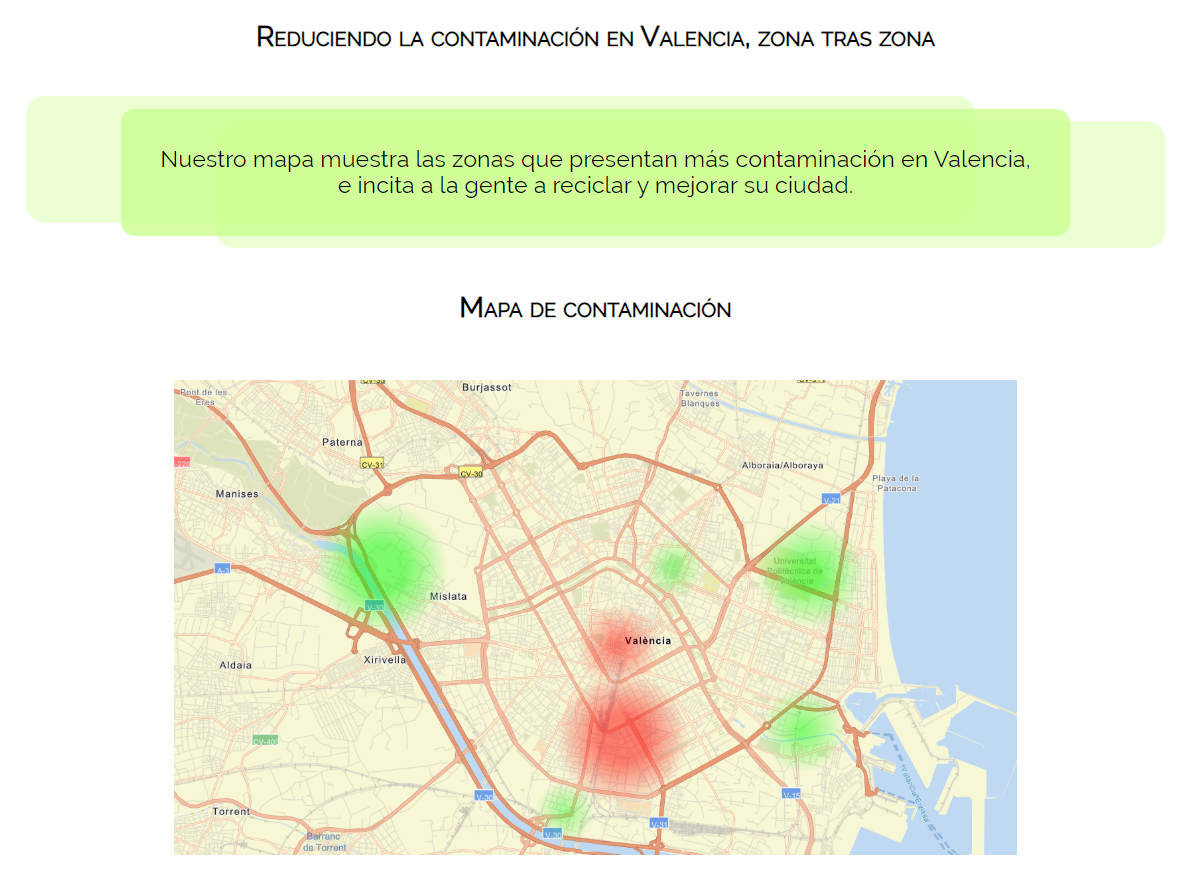 Reduciendo la contaminación en Valencia, zona tras zona
Nuestro mapa muestra las zonas que presentan más contaminación en Valencia,
e incita a la gente a reciclar y mejorar su ciudad.
Mapa de contaminación
Burjassot
Pont de les
Eres
Tavernes
Blanques
Paterna
CV-31
CV-30
Alboraia/Alboraya
Playa de la
Patacona
Manises
V-21
A-3
Universitat
Politècnica de
València
Mislata
V-30
València
Xirivella
Aldaia
CV-400
València-Eivissa
V-30
V-15
Torrent
V-31
V-30
Barranc
de Torrent